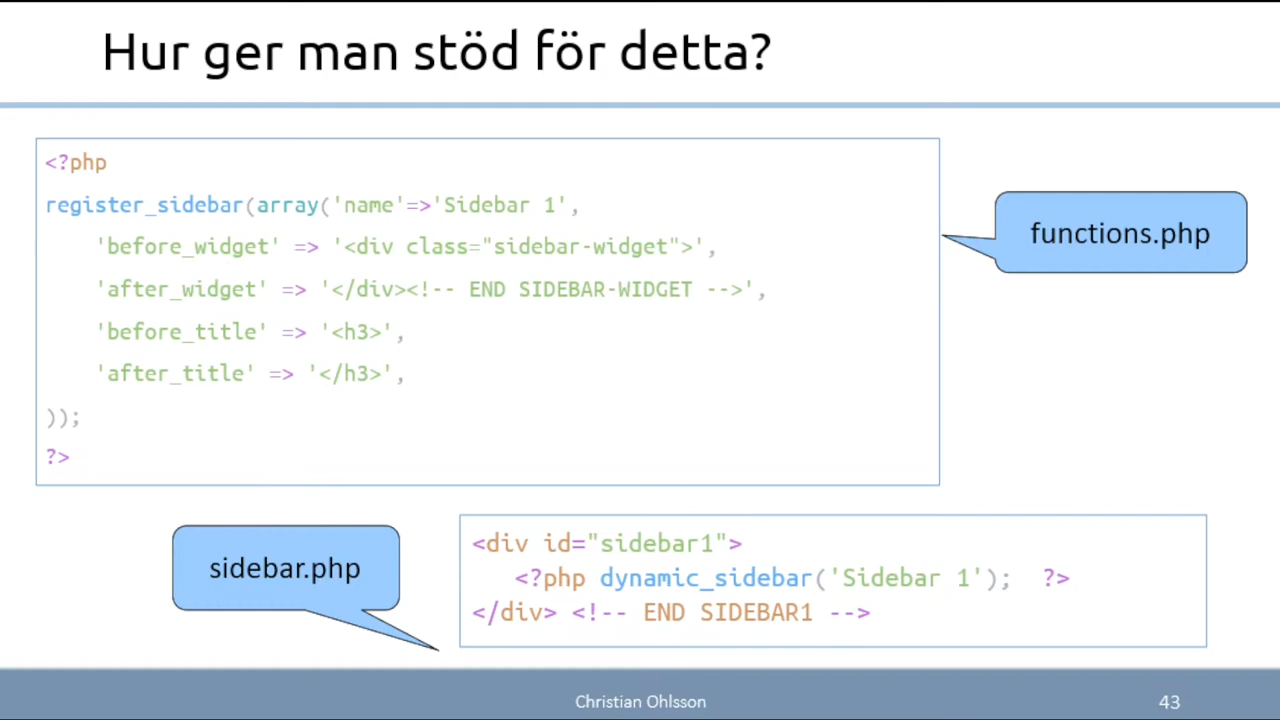 Hur ger man stöd för detta?
<?php
register_sidebar(array('name'=>'Sidebar 1',
'before_widget' => '<div class="sidebar-widget">',
'after_widget' => '</div><!-- END SIDEBAR-WIDGET -->',
'before_title' => '<h3>',
'after_title' => '</h3>',
));
?>
functions.php
sidebar.php
<div id="sidebar1">
<?php dynamic_sidebar('Sidebar 1'); ?>
</div> <!-- END SIDEBAR1 -->
Christian Ohlsson
43